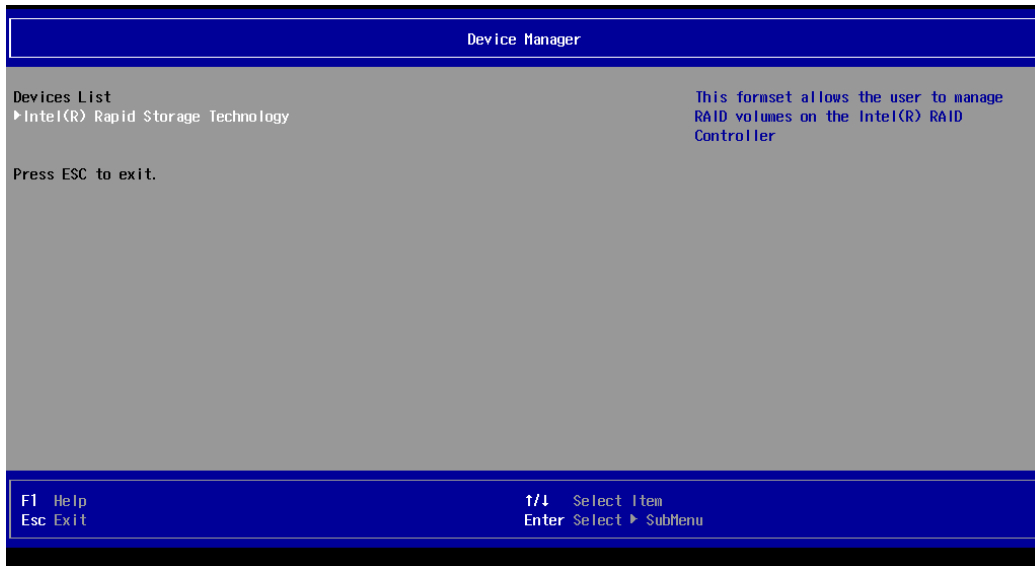 Device Manager
Devices List
▶Intel(R) Rapid Storage Technology
Press ESC to exit.
This formset allows the user to manage
RAID volumes on the Intel(R) RAID
Controller
F1 Help
Esc Exit
↑/↓ Select Item
Enter Select ▶ SubMenu